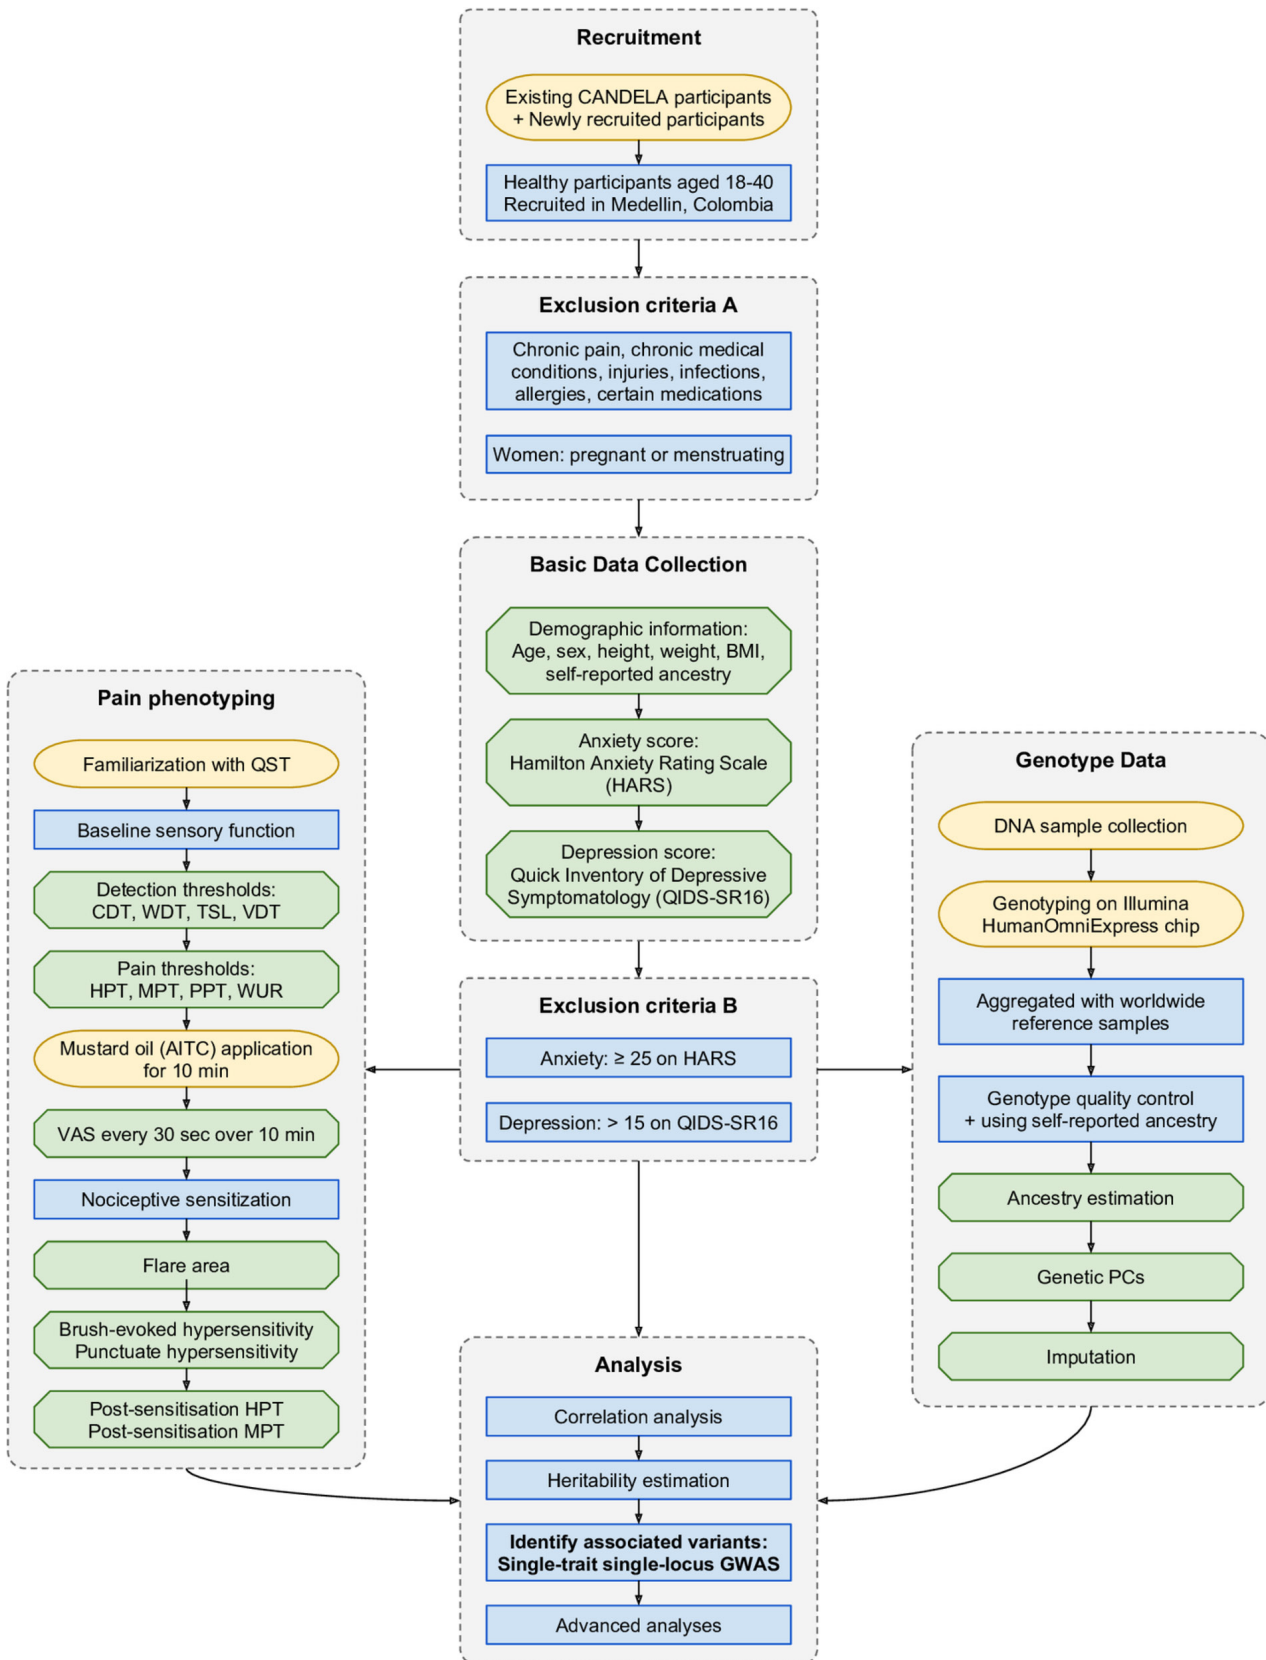 Recruitment
Existing CANDELA participants
+ Newly recruited participants
Healthy participants aged 18-40
Recruited in Medellin, Colombia
Exclusion criteria A
Chronic pain, chronic medical
conditions, injuries, infections,
allergies, certain medications
Women: pregnant or menstruating
Basic Data Collection
Demographic information:
Age, sex, height, weight, BMI,
self-reported ancestry
Anxiety score:
Hamilton Anxiety Rating Scale
(HARS)
Depression score:
Quick Inventory of Depressive
Symptomatology (QIDS-SR16)
Exclusion criteria B
Anxiety: ≥ 25 on HARS
Depression: > 15 on QIDS-SR16
Pain phenotyping
Familiarization with QST
Baseline sensory function
Detection thresholds:
CDT, WDT, TSL, VDT
Pain thresholds:
HPT, MPT, PPT, WUR
Mustard oil (AITC) application
for 10 min
VAS every 30 sec over 10 min
Nociceptive sensitization
Flare area
Brush-evoked hypersensitivity
Punctuate hypersensitivity
Post-sensitisation HPT
Post-sensitisation MPT
Genotype Data
DNA sample collection
Genotyping on Illumina
HumanOmniExpress chip
Aggregated with worldwide
reference samples
Genotype quality control
+ using self-reported ancestry
Ancestry estimation
Genetic PCs
Imputation
Analysis
Correlation analysis
Heritability estimation
Identify associated variants:
Single-trait single-locus GWAS
Advanced analyses